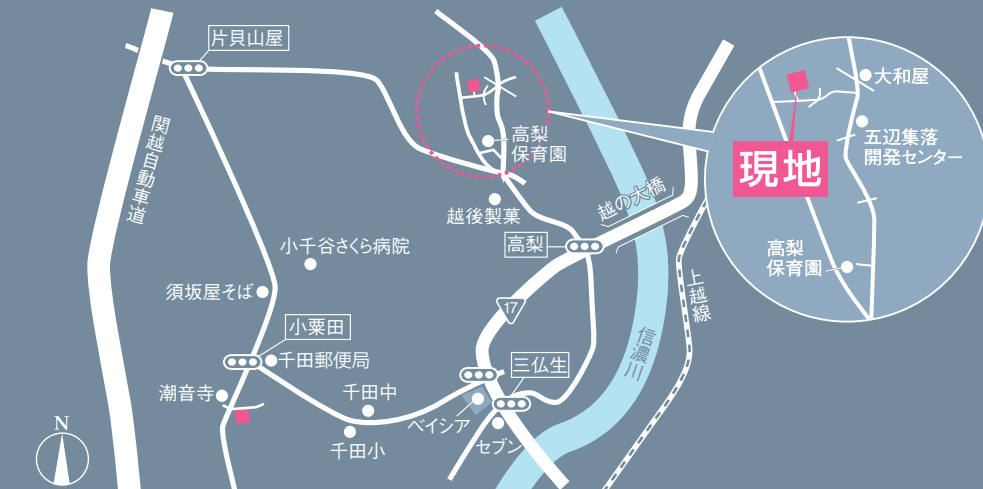 片貝山屋
関越自動車道
高梨
保育園
越後製菓
越の大橋
高梨
小千谷さくら病院
須坂屋そば
17
小粟田
千田郵便局
潮音寺
千田中
千田小
三仏生
ベイシア
セブン
信濃川
上越線
大和屋
五辺集落
開発センター
現地
高梨
保育園
N